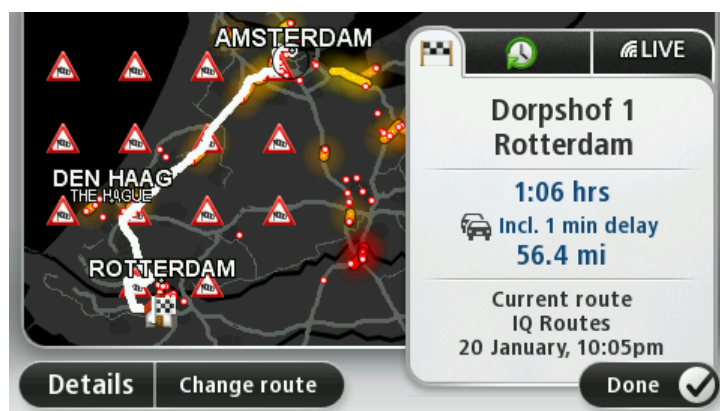 AMSTERDAM
DEN HAAG
THE HAGUE
ROTTERDAM
LIVE
Dorpshof 1
Rotterdam
1:06 hrs
Incl. 1 min delay
56.4 mi
Current route
IQ Routes
20 January, 10:05pm
Details
Change route
Done